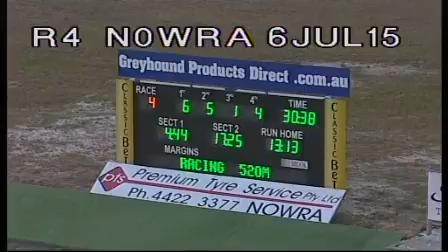 R4 NOWRA 6JUL15
Greyhound Products Direct .com.au
RACE 1st 2nd 3rd 4th TIME
4 6 5 1 4 30:38
SECT 1 SECT 2 RUN HOME
4.44 17.25 13:13
MARGINS
RACING 520M
CLASSIC BET
CLASSIC BET
pts Premium Tyre Service Pty Ltd
Ph. 4422 3377 NOWRA